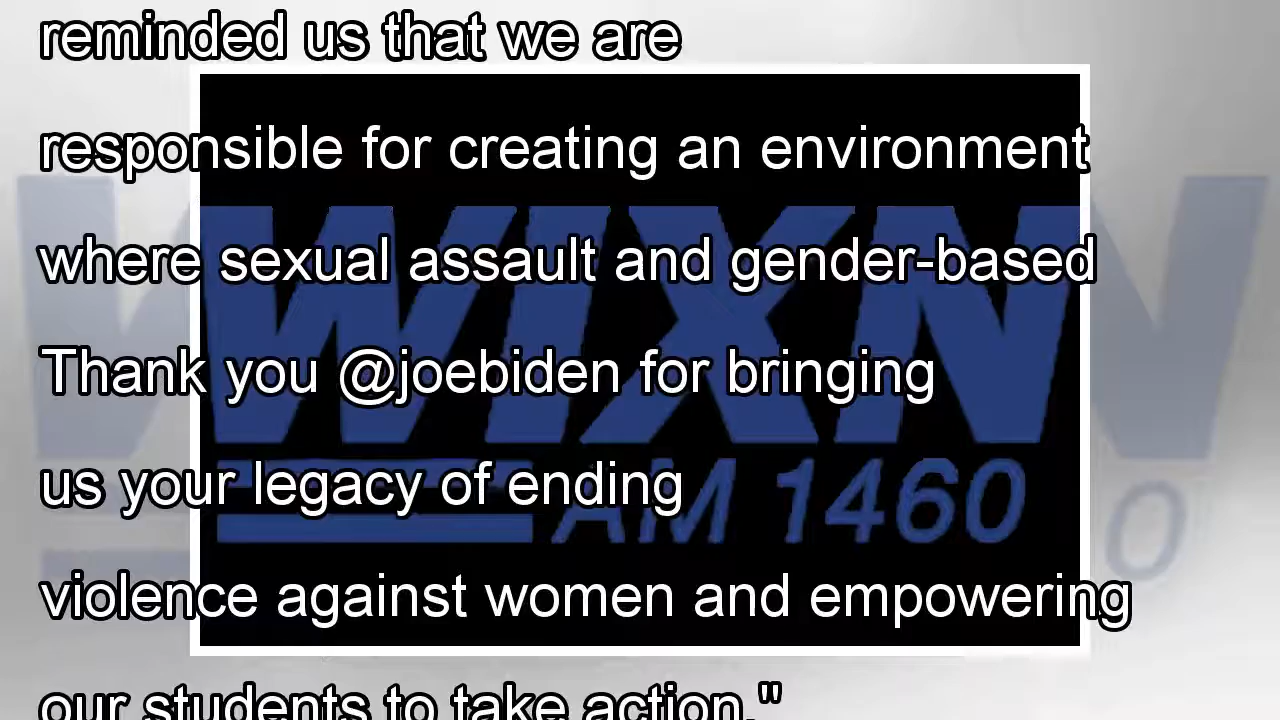 reminded us that we are
responsible for creating an environment
where sexual assault and gender-based
Thank you @joebiden for bringing
us your legacy of ending
violence against women and empowering
our students to take action."
WIXN
AM 1460